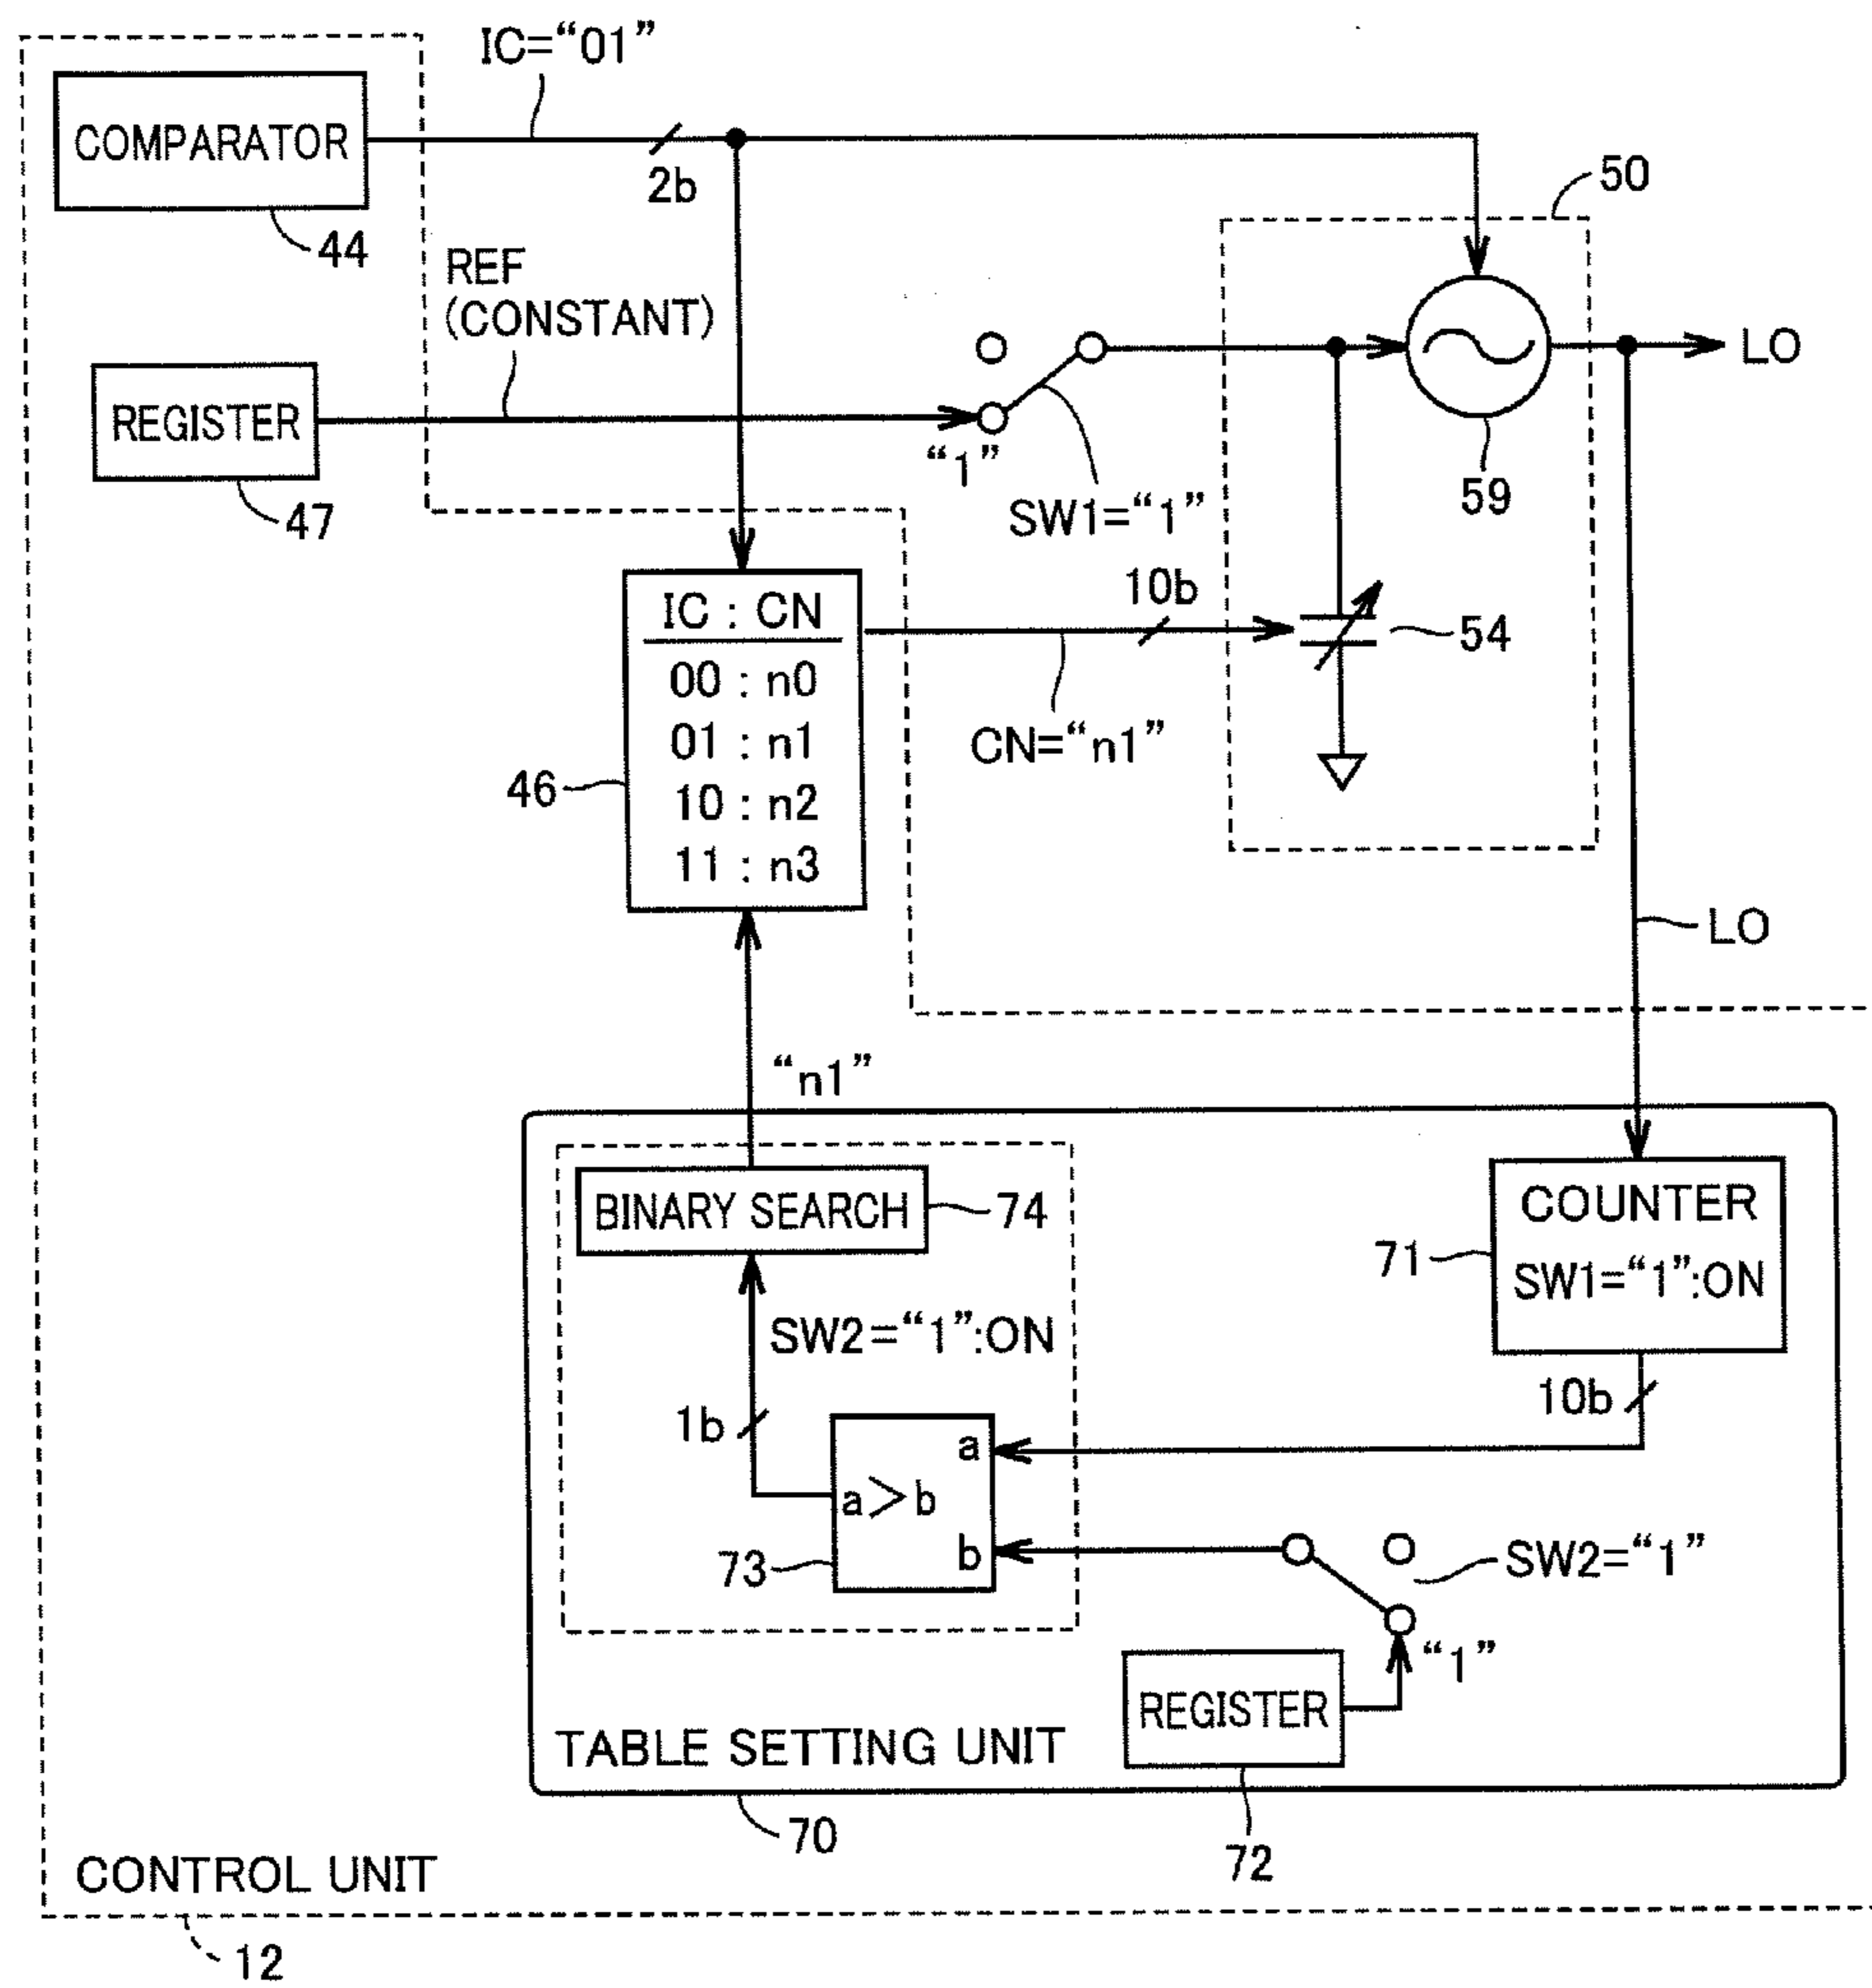 IC="01"
COMPARATOR
2b
50
44
REF
(CONSTANT)
LO
REGISTER
"1"
59
47
SW1="1"
10b
IC : CN
54
00 : n0
01 : n1
CN="n1"
46
10 : n2
11 : n3
LO
"n1"
BINARY SEARCH
74
COUNTER
71
SW1="1":ON
SW2="1":ON
1b
10b
a
a>b
b
73
SW2="1"
"1"
REGISTER
TABLE SETTING UNIT
70
72
CONTROL UNIT
12